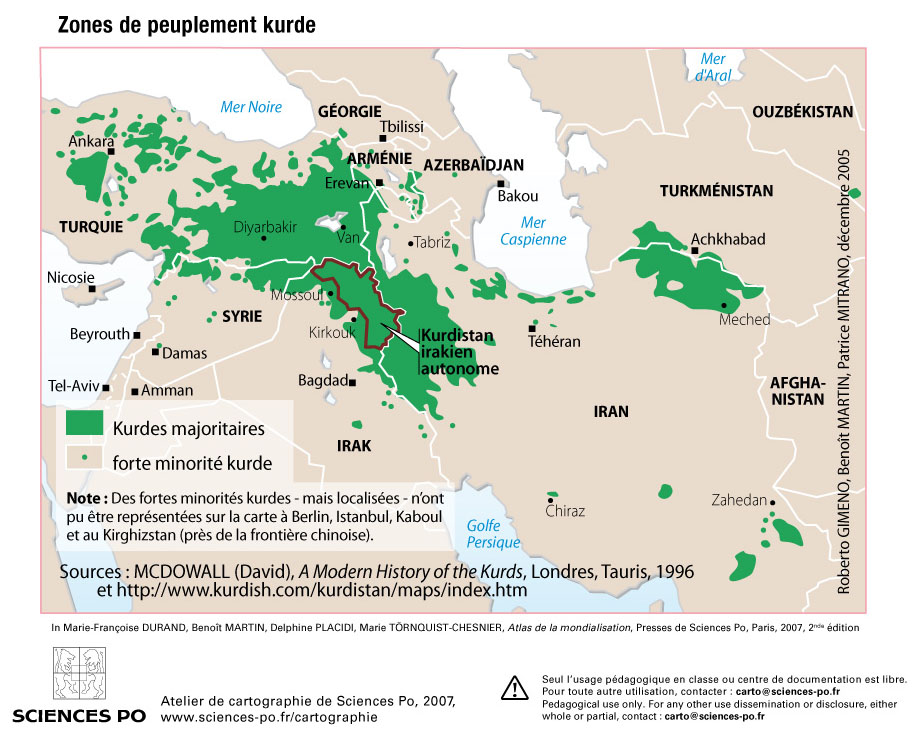 Zones de peuplement kurde
Mer Noire
Mer
d'Aral
GÉORGIE
Tbilissi
OUZBÉKISTAN
Ankara
ARMÉNIE
AZERBAÏDJAN
Erevan
Bakou
TURKMÉNISTAN
TURQUIE
Diyarbakir
Van
Tabriz
Mer
Caspienne
Achkhabad
Nicosie
Mossoul
SYRIE
Meched
Beyrouth
Kirkouk
Kurdistan
irakien
autonome
Téhéran
Damas
Tel-Aviv
Amman
Bagdad
AFGHA-
NISTAN
IRAN
IRAK
Kurdes majoritaires
forte minorité kurde
Note : Des fortes minorités kurdes - mais localisées - n'ont
pu être représentées sur la carte à Berlin, Istanbul, Kaboul
et au Kirghizstan (près de la frontière chinoise).
Golfe
Persique
Chiraz
Zahedan
Sources : MCDOWALL (David), A Modern History of the Kurds, Londres, Tauris, 1996
et http://www.kurdish.com/kurdistan/maps/index.htm
Roberto GIMENO, Benoît MARTIN, Patrice MITRANO, décembre 2005
In Marie-Françoise DURAND, Benoît MARTIN, Delphine PLACIDI, Marie TÖRNQUIST-CHESNIER, Atlas de la mondialisation, Presses de Sciences Po, Paris, 2007, 2nde édition
SCIENCES PO
Atelier de cartographie de Sciences Po, 2007,
www.sciences-po.fr/cartographie
Seul l'usage pédagogique en classe ou centre de documentation est libre.
Pour toute autre utilisation, contacter : carto@sciences-po.fr
Pedagogical use only. For any other use dissemination or disclosure, either
whole or partial, contact : carto@sciences-po.fr